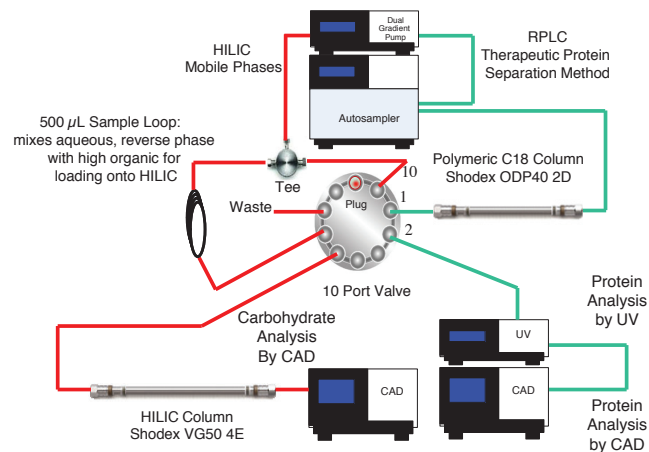 HILIC
Mobile Phases
Dual
Gradient
Pump
RPLC
Therapeutic Protein
Separation Method
Autosampler
500 µL Sample Loop:
mixes aqueous, reverse phase
with high organic for
loading onto HILIC
Tee
10
Polymeric C18 Column
Shodex ODP40 2D
Plug
1
Waste
2
10 Port Valve
Protein
Analysis
by UV
Carbohydrate
Analysis
By CAD
UV
CAD
CAD
HILIC Column
Shodex VG50 4E
Protein
Analysis
by CAD